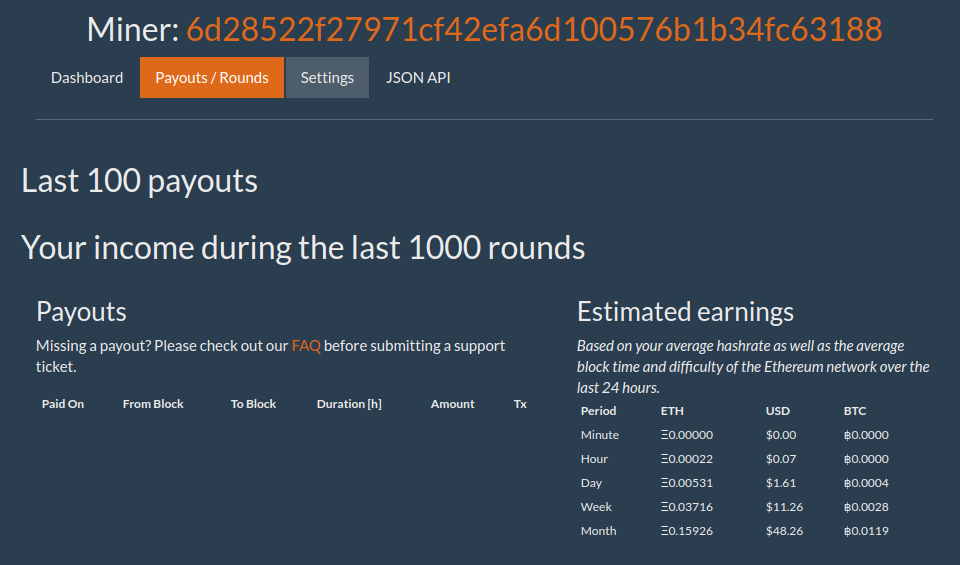 Miner: 6d28522f27971cf42efa6d100576b1b34fc63188
Dashboard Payouts / Rounds Settings JSON API
Last 100 payouts
Your income during the last 1000 rounds
Payouts
Missing a payout? Please check out our FAQ before submitting a support
ticket.
Paid On From Block To Block Duration [h] Amount Tx
Estimated earnings
Based on your average hashrate as well as the average
block time and difficulty of the Ethereum network over the
last 24 hours.
Period ETH USD BTC
Minute Ξ0.00000 $0.00 ฿0.0000
Hour Ξ0.00022 $0.07 ฿0.0000
Day Ξ0.00531 $1.61 ฿0.0004
Week Ξ0.03716 $11.26 ฿0.0028
Month Ξ0.15926 $48.26 ฿0.0119